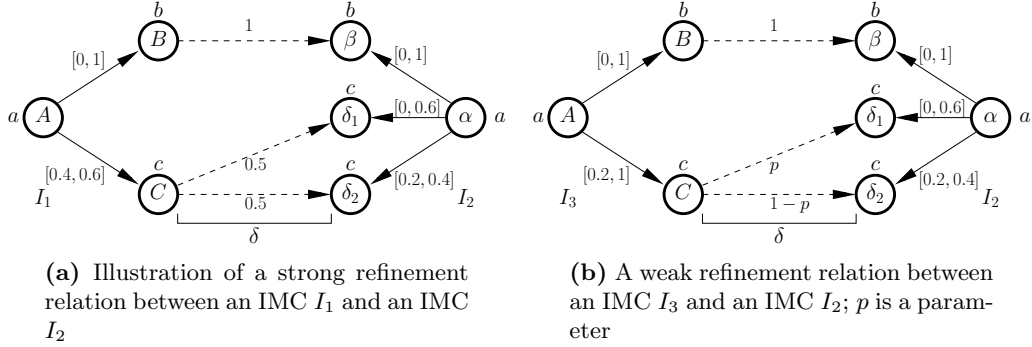 b
b
B
1
β
[0, 1]
[0, 1]
c
a
A
δ1
[0, 0.6]
α
a
0.5
[0.4, 0.6]
c
c
[0.2, 0.4]
I1
C
0.5
δ2
I2
δ
(a) Illustration of a strong refinement
relation between an IMC I1 and an IMC
I2
b
b
B
1
β
[0, 1]
[0, 1]
c
a
A
δ1
[0, 0.6]
α
a
p
[0.2, 1]
c
c
[0.2, 0.4]
I3
C
1 − p
δ2
I2
δ
(b) A weak refinement relation between
an IMC I3 and an IMC I2; p is a param-
eter